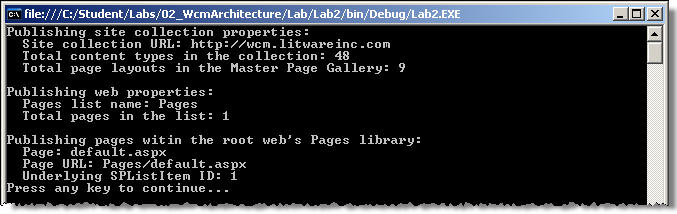 file:///C:/Student/Labs/02_WcmArchitecture/Lab/Lab2/bin/Debug/Lab2.EXE
Publishing site collection properties:
Site collection URL: http://wcm.litwareinc.com
Total content types in the collection: 48
Total page layouts in the Master Page Gallery: 9
Publishing web properties:
Pages list name: Pages
Total pages in the list: 1
Publishing pages witin the root web's Pages library:
Page: default.aspx
Page URL: Pages/default.aspx
Underlying SPListItem ID: 1
Press any key to continue...